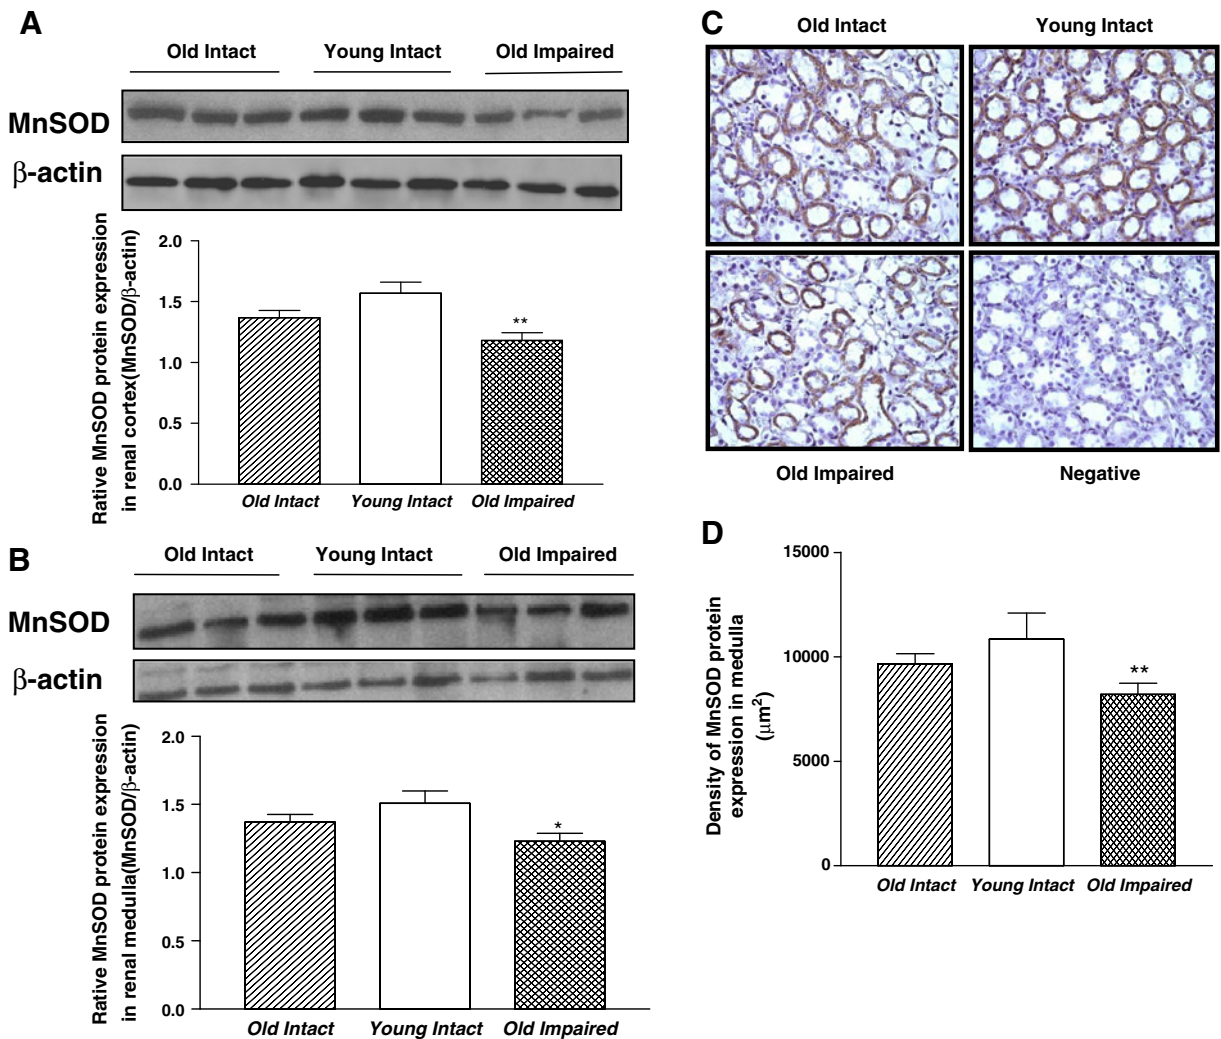 A
Old Intact Young Intact Old Impaired
MnSOD
β-actin
Rative MnSOD protein expression
in renal cortex(MnSOD/β-actin)
2.0
1.5
1.0
0.5
0.0
Old Intact Young Intact Old Impaired
B
Old Intact Young Intact Old Impaired
MnSOD
β-actin
Rative MnSOD protein expression
in renal medulla(MnSOD/β-actin)
2.0
1.5
1.0
0.5
0.0
*
Old Intact Young Intact Old Impaired
C
Old Intact Young Intact
Old Impaired Negative
D
Density of MnSOD protein
expression in medulla
(μm²)
15000
10000
5000
0
**
Old Intact Young Intact Old Impaired
**